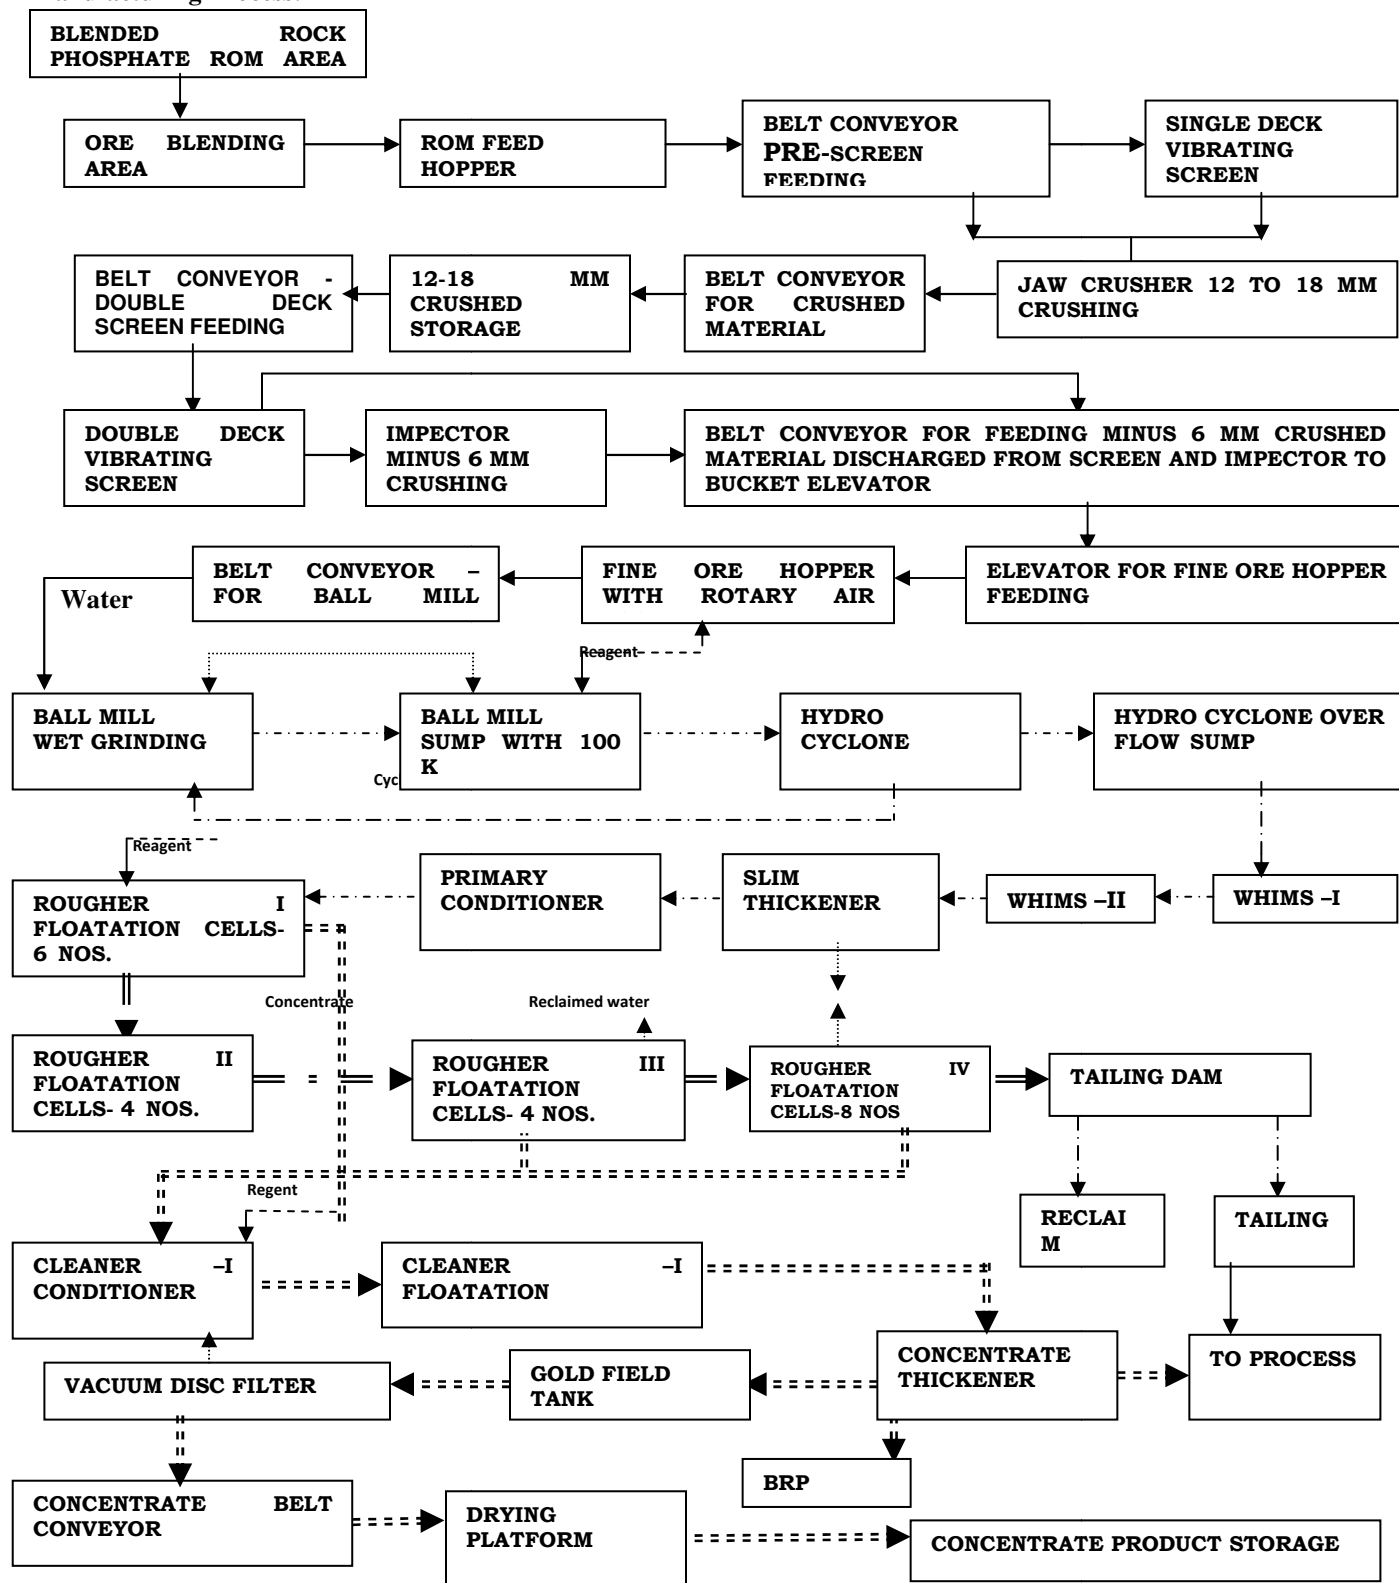 BLENDED ROCK
PHOSPHATE ROM AREA
ORE BLENDING
AREA
ROM FEED
HOPPER
BELT CONVEYOR
PRE-SCREEN
FEEDING
SINGLE DECK
VIBRATING
SCREEN
BELT CONVEYOR -
DOUBLE DECK
SCREEN FEEDING
12-18 MM
CRUSHED
STORAGE
BELT CONVEYOR
FOR CRUSHED
MATERIAL
JAW CRUSHER 12 TO 18 MM
CRUSHING
DOUBLE DECK
VIBRATING
SCREEN
IMPECTOR
MINUS 6 MM
CRUSHING
BELT CONVEYOR FOR FEEDING MINUS 6 MM CRUSHED
MATERIAL DISCHARGED FROM SCREEN AND IMPECTOR TO
BUCKET ELEVATOR
BELT CONVEYOR –
FOR BALL MILL
FINE ORE HOPPER
WITH ROTARY AIR
ELEVATOR FOR FINE ORE HOPPER
FEEDING
Water
Reagent
BALL MILL
WET GRINDING
BALL MILL
SUMP WITH 100
K
HYDRO
CYCLONE
HYDRO CYCLONE OVER
FLOW SUMP
Cyc
Reagent
ROUGHER I
FLOATATION CELLS-
6 NOS.
PRIMARY
CONDITIONER
SLIM
THICKENER
WHIMS –II
WHIMS –I
Concentrate
Reclaimed water
ROUGHER II
FLOATATION
CELLS- 4 NOS.
ROUGHER III
FLOATATION
CELLS- 4 NOS.
ROUGHER IV
FLOATATION
CELLS-8 NOS
TAILING DAM
Regent
RECLAI
M
TAILING
CLEANER –I
CONDITIONER
CLEANER –I
FLOATATION
CONCENTRATE
THICKENER
TO PROCESS
VACUUM DISC FILTER
GOLD FIELD
TANK
BRP
CONCENTRATE BELT
CONVEYOR
DRYING
PLATFORM
CONCENTRATE PRODUCT STORAGE